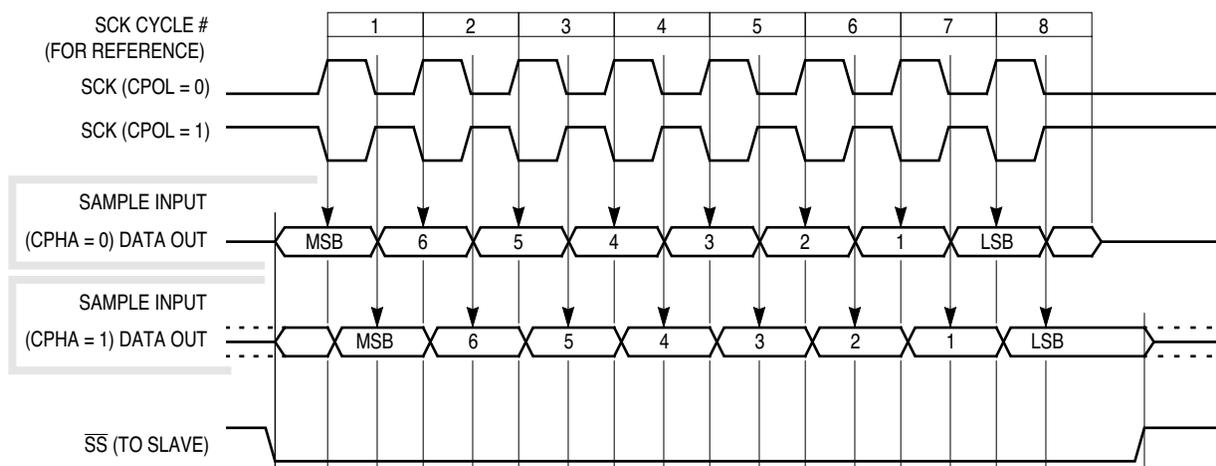 SCK CYCLE # 1 2 3 4 5 6 7 8
(FOR REFERENCE)
SCK (CPOL = 0)
SCK (CPOL = 1)
SAMPLE INPUT
(CPHA = 0) DATA OUT MSB 6 5 4 3 2 1 LSB
SAMPLE INPUT
(CPHA = 1) DATA OUT MSB 6 5 4 3 2 1 LSB
S̅S̅ (TO SLAVE)